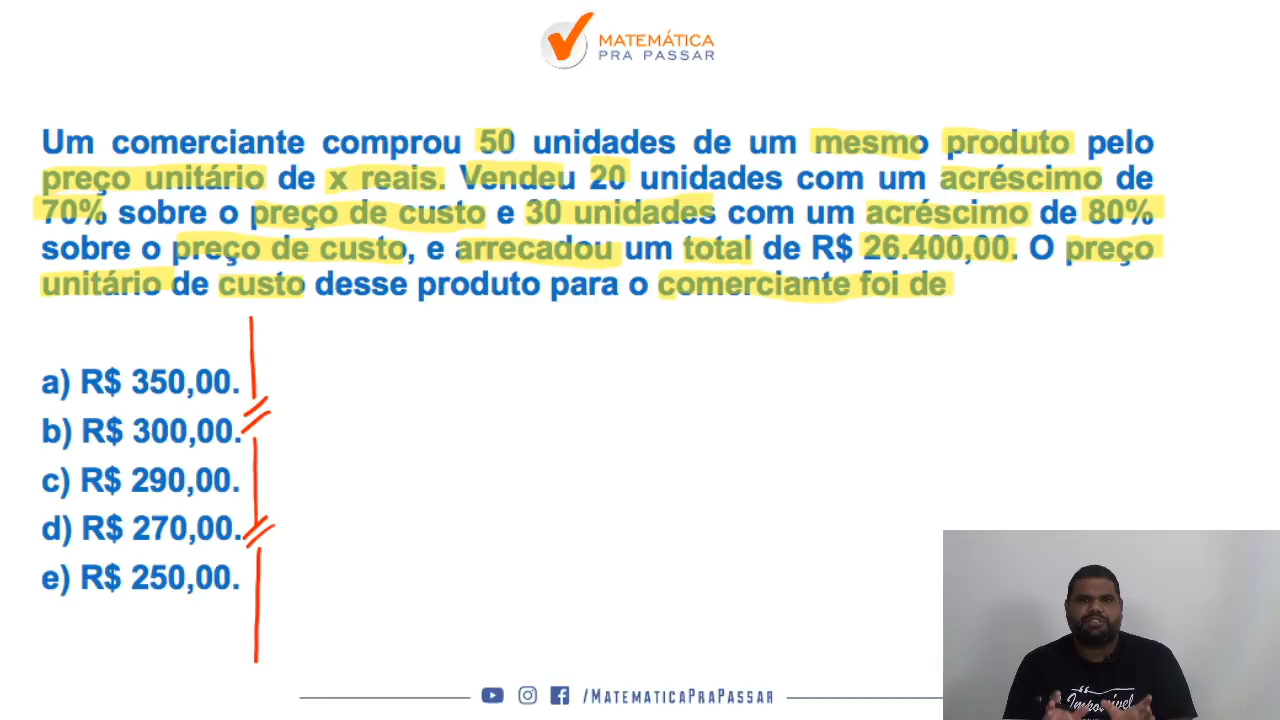 MATEMÁTICA
PRA PASSAR
Um comerciante comprou 50 unidades de um mesmo produto pelo
preço unitário de x reais. Vendeu 20 unidades com um acréscimo de
70% sobre o preço de custo e 30 unidades com um acréscimo de 80%
sobre o preço de custo, e arrecadou um total de R$ 26.400,00. O preço
unitário de custo desse produto para o comerciante foi de
a) R$ 350,00.
b) R$ 300,00.
c) R$ 290,00.
d) R$ 270,00.
e) R$ 250,00.
/MATEMATICAPRAPASSAR